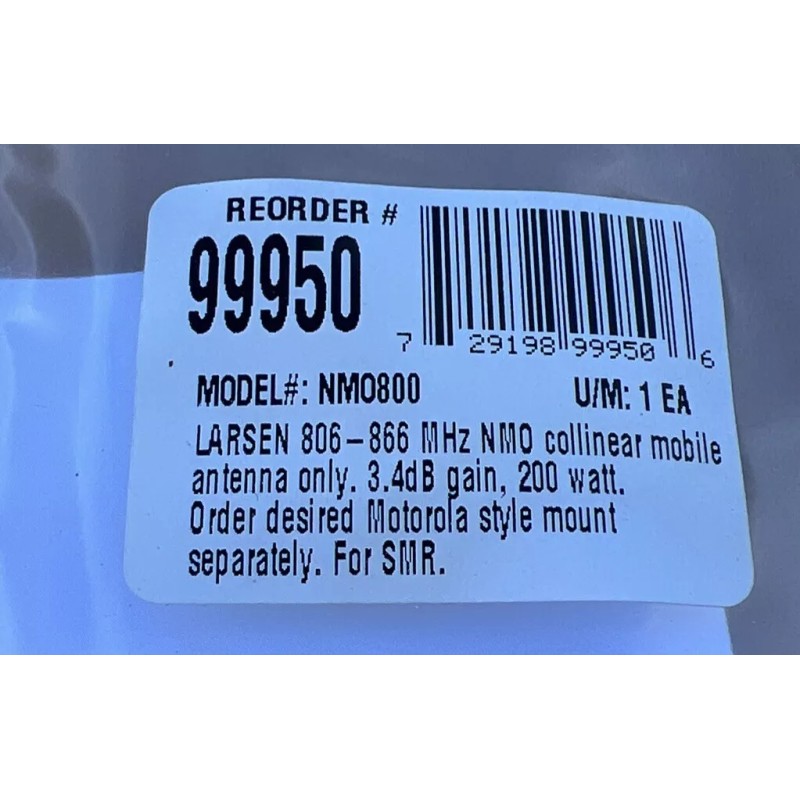 REORDER #
99950
7 29198 99950 6
MODEL#: NMO800 U/M: 1 EA
LARSEN 806-866 MHz NMO collinear mobile
antenna only. 3.4dB gain, 200 watt.
Order desired Motorola style mount
separately. For SMR.